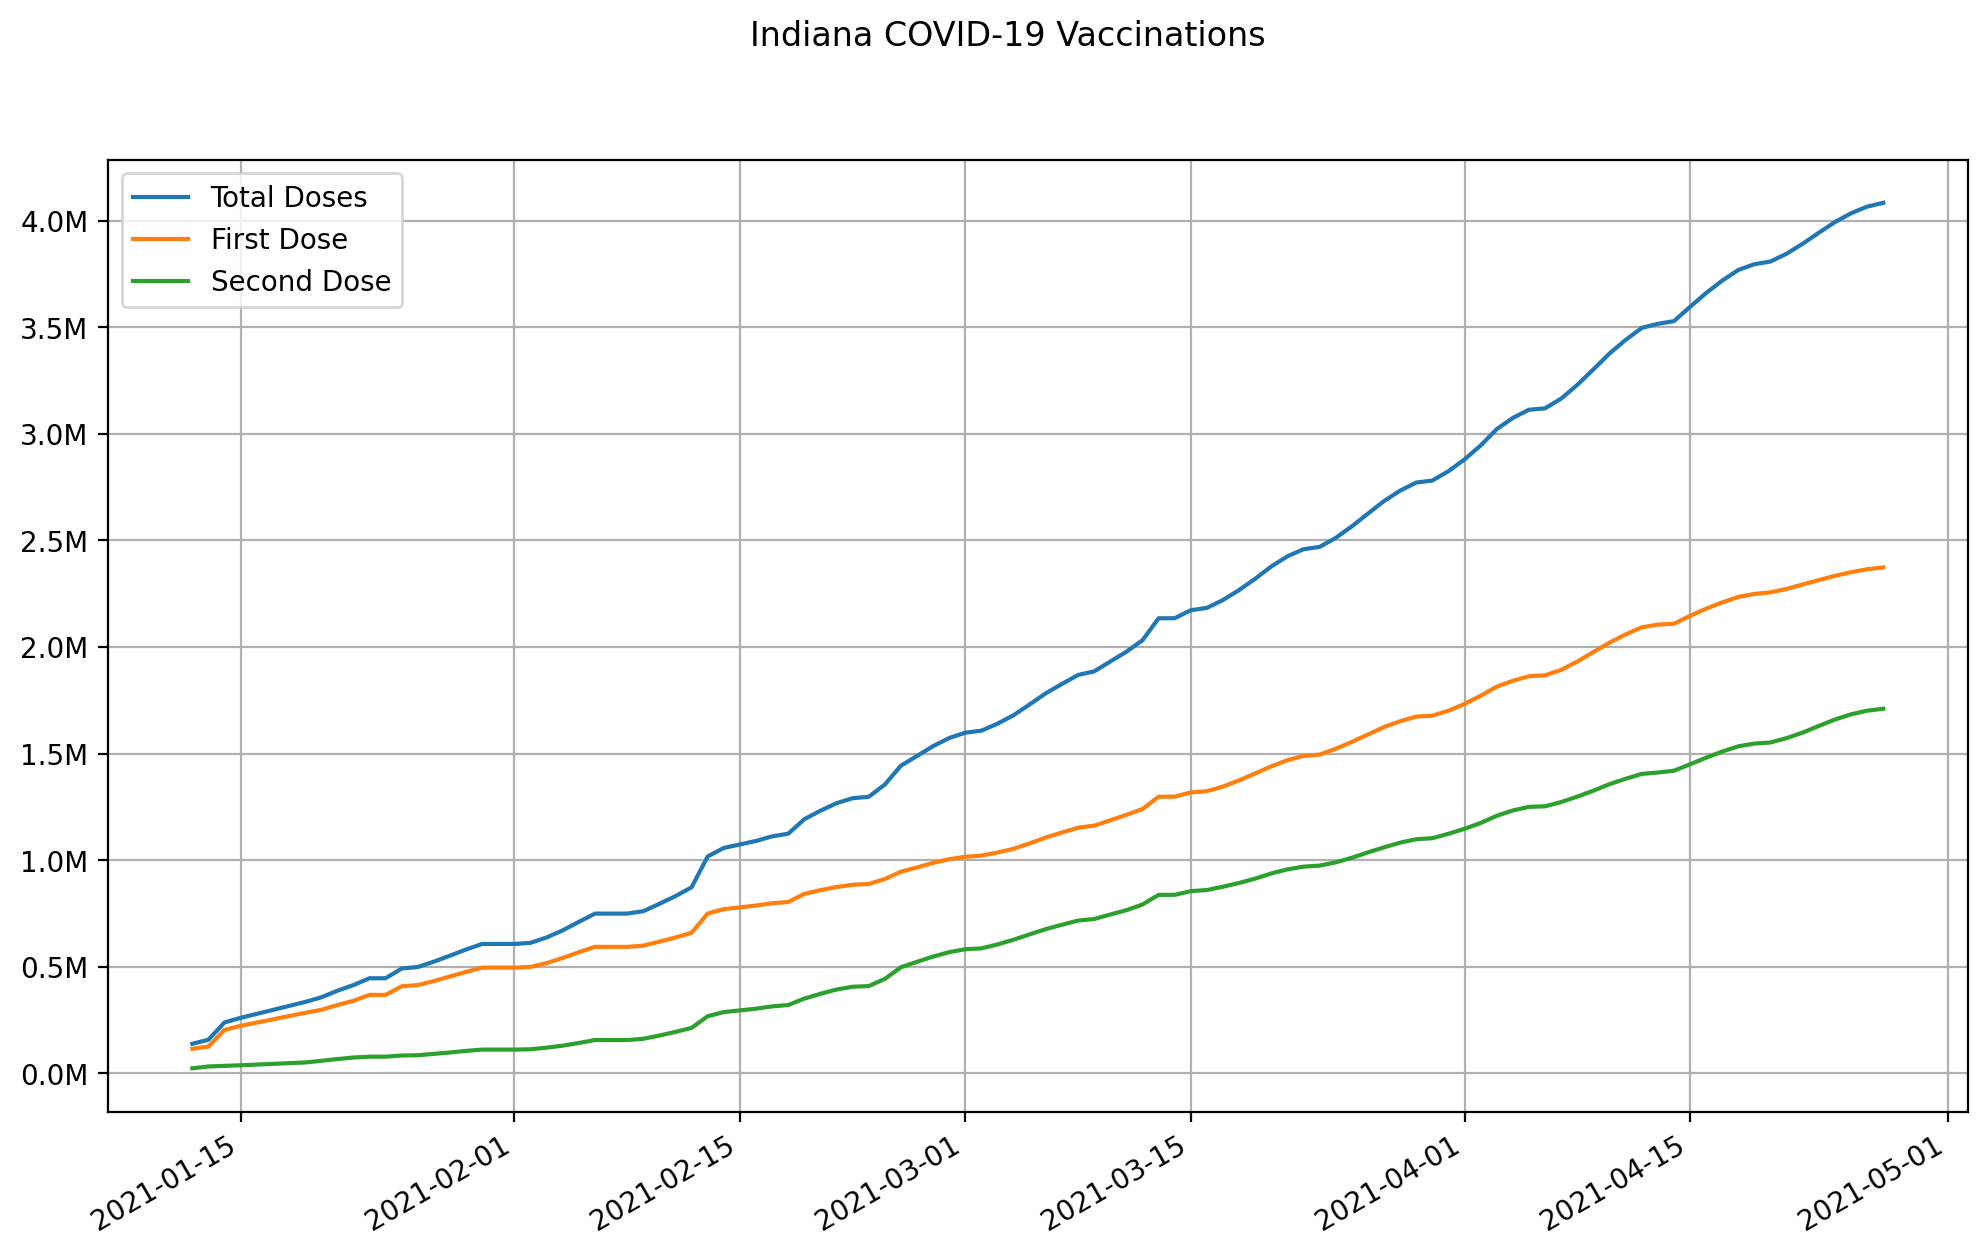 Indiana COVID-19 Vaccinations
Total Doses
First Dose
Second Dose
4.0M
3.5M
3.0M
2.5M
2.0M
1.5M
1.0M
0.5M
0.0M
2021-01-15
2021-02-01
2021-02-15
2021-03-01
2021-03-15
2021-04-01
2021-04-15
2021-05-01